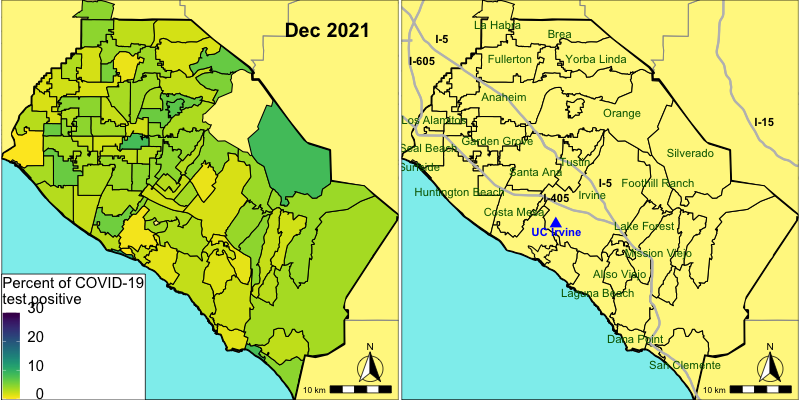 Dec 2021
Percent of COVID-19
test positive
30
20
10
0
N
10 km
La Habra
Brea
I-5
I-605
Fullerton
Yorba Linda
Anaheim
Orange
I-15
Los Alamitos
Garden Grove
Seal Beach
Sunside
Tustin
Silverado
Santa Ana
I-5
Foothill Ranch
Huntington Beach
I-405
Irvine
Costa Mesa
UC Irvine
Lake Forest
Mission Viejo
Aliso Viejo
Laguna Beach
Dana Point
San Clemente
N
10 km